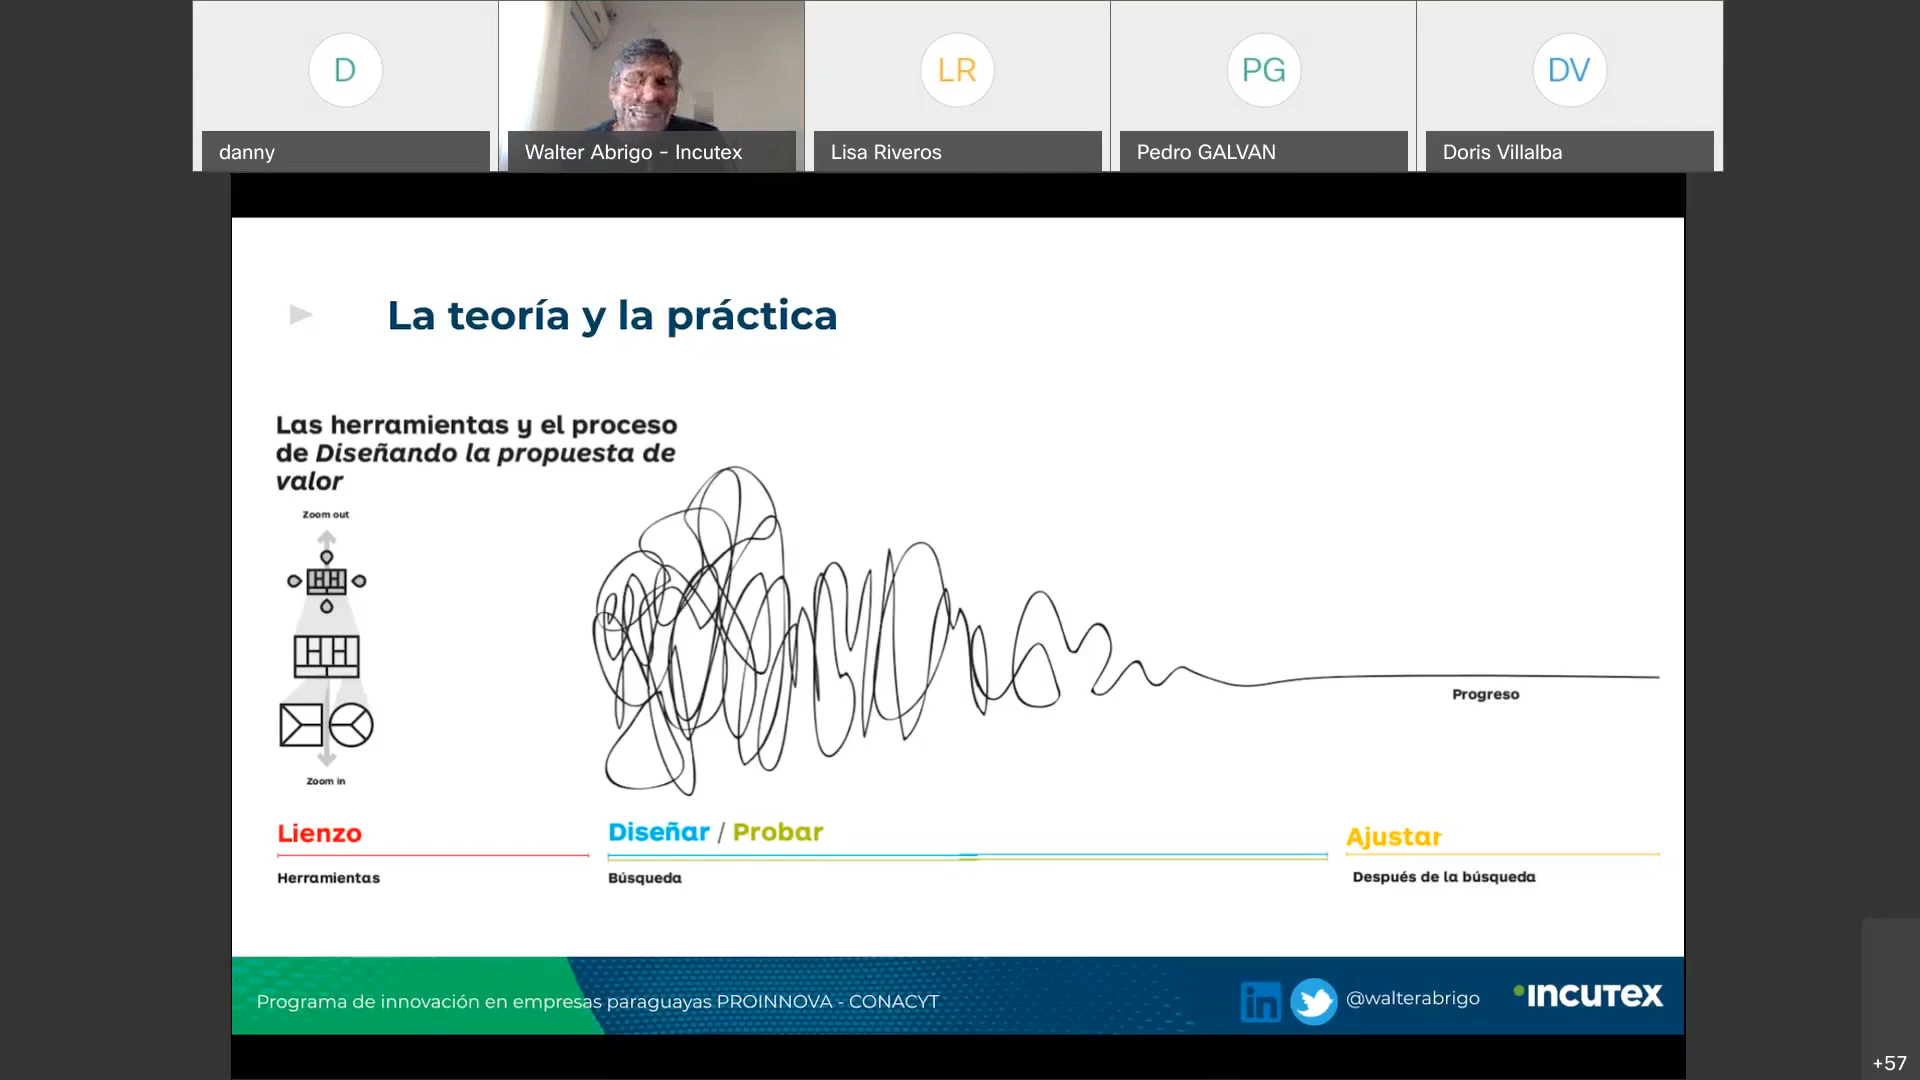 D
danny
Walter Abrigo - Incutex
LR
Lisa Riveros
PG
Pedro GALVAN
DV
Doris Villalba
La teoría y la práctica
Las herramientas y el proceso
de Diseñando la propuesta de
valor
Zoom out
Zoom in
Progreso
Lienzo
Herramientas
Diseñar / Probar
Búsqueda
Ajustar
Después de la búsqueda
Programa de innovación en empresas paraguayas PROINNOVA - CONACYT
in
@walterabrigo
INCUTEX
+57